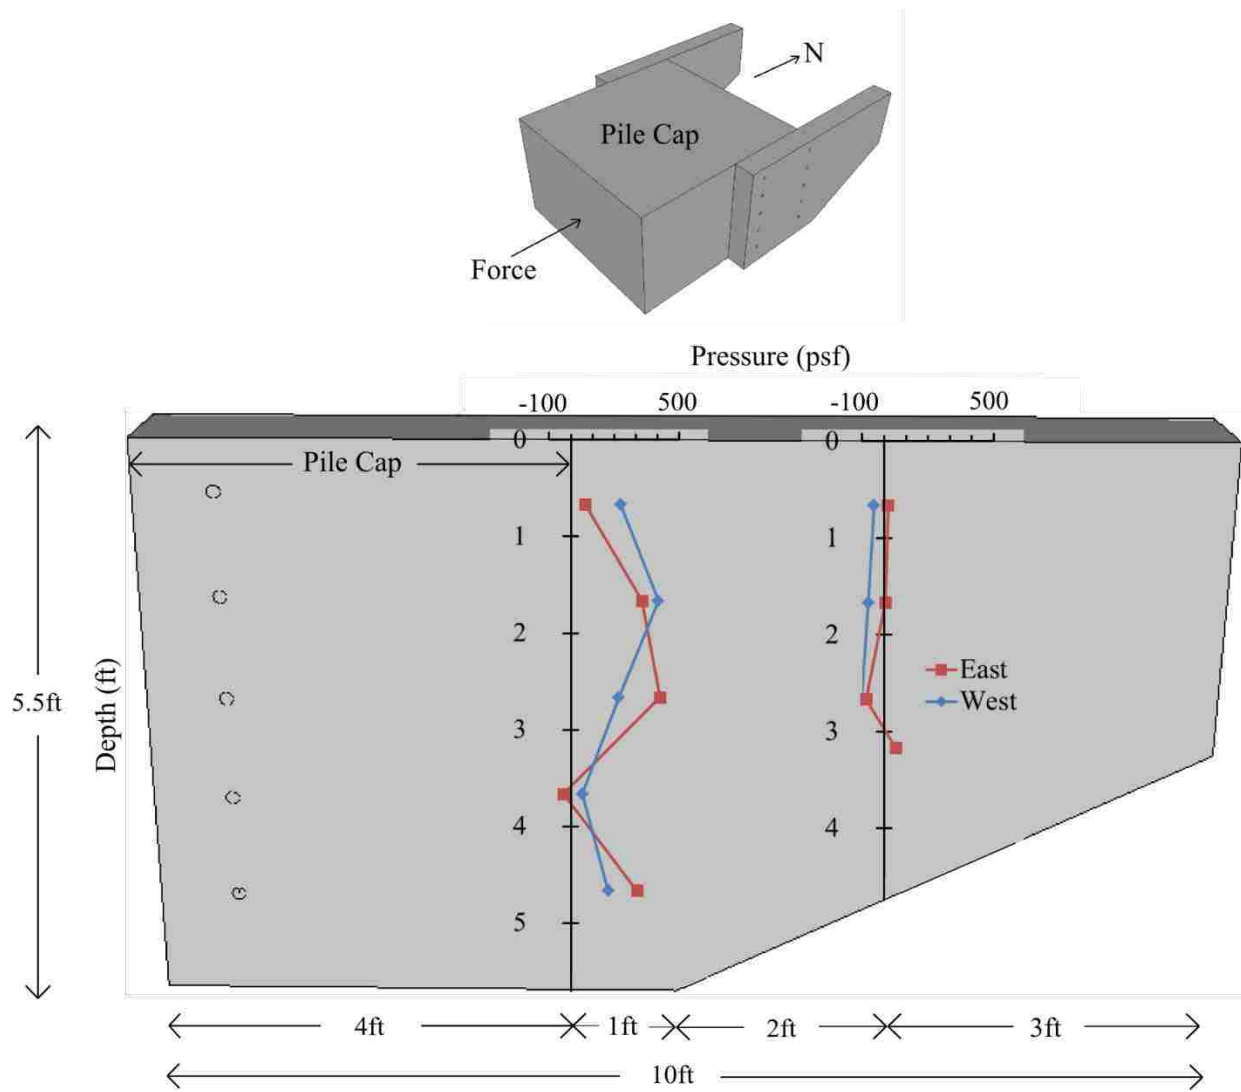 N
Pile Cap
Force
Pressure (psf)
-100 500 -100 500
0 0
Pile Cap
1 1
2 2
East
West
3 3
4 4
5
5.5ft
Depth (ft)
4ft 1ft 2ft 3ft
10ft